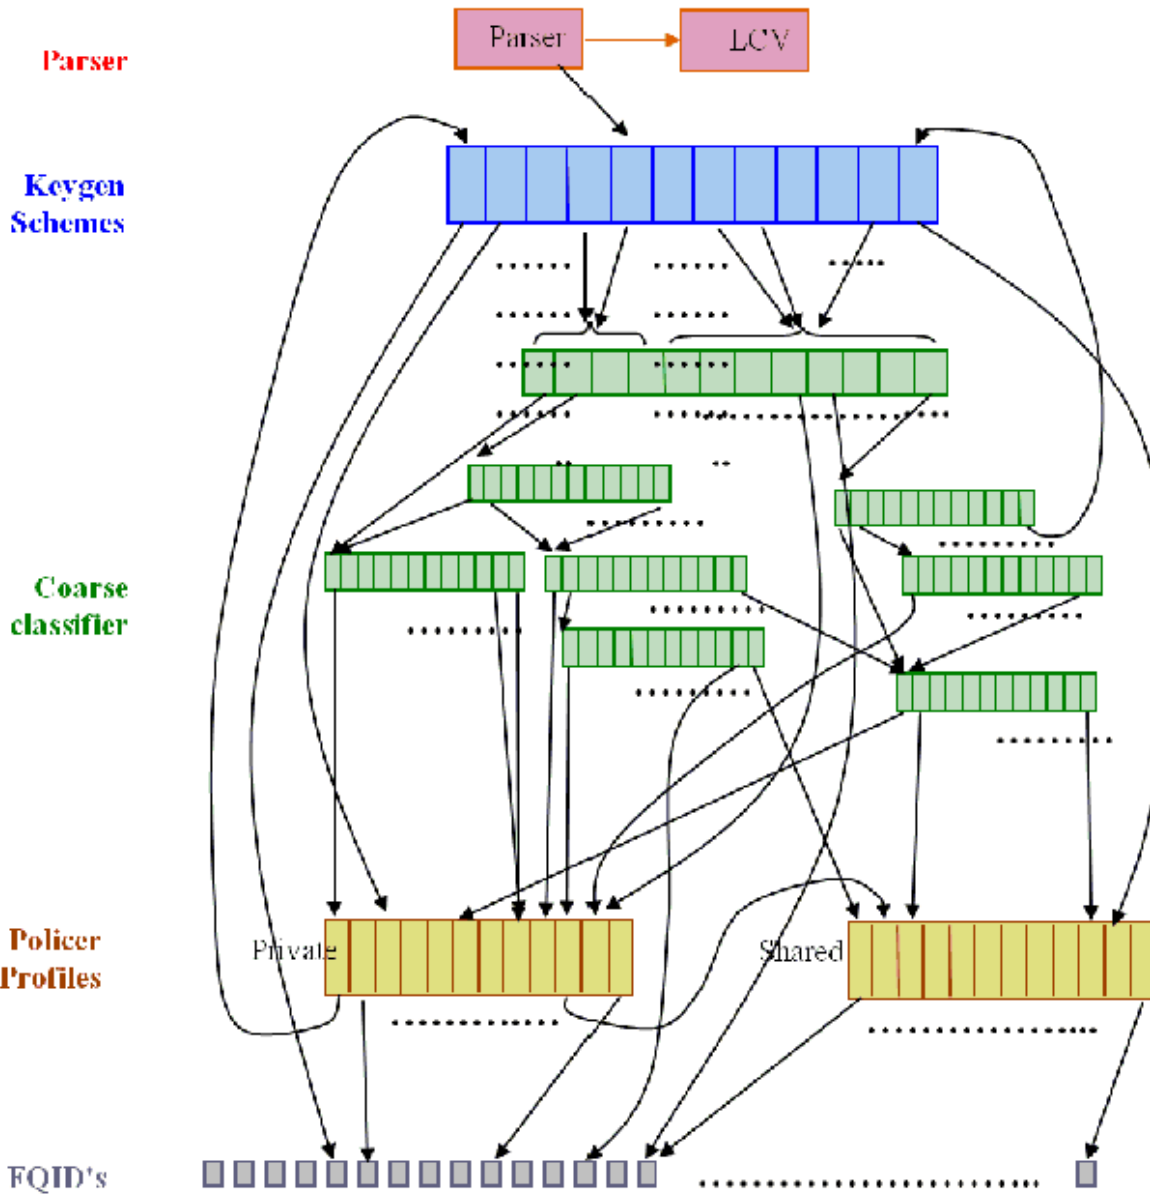 Parser LCV
Parser
Keygen
Schemes
Coarse
classifier
Policer
Profiles
Private
Shared
FQID's